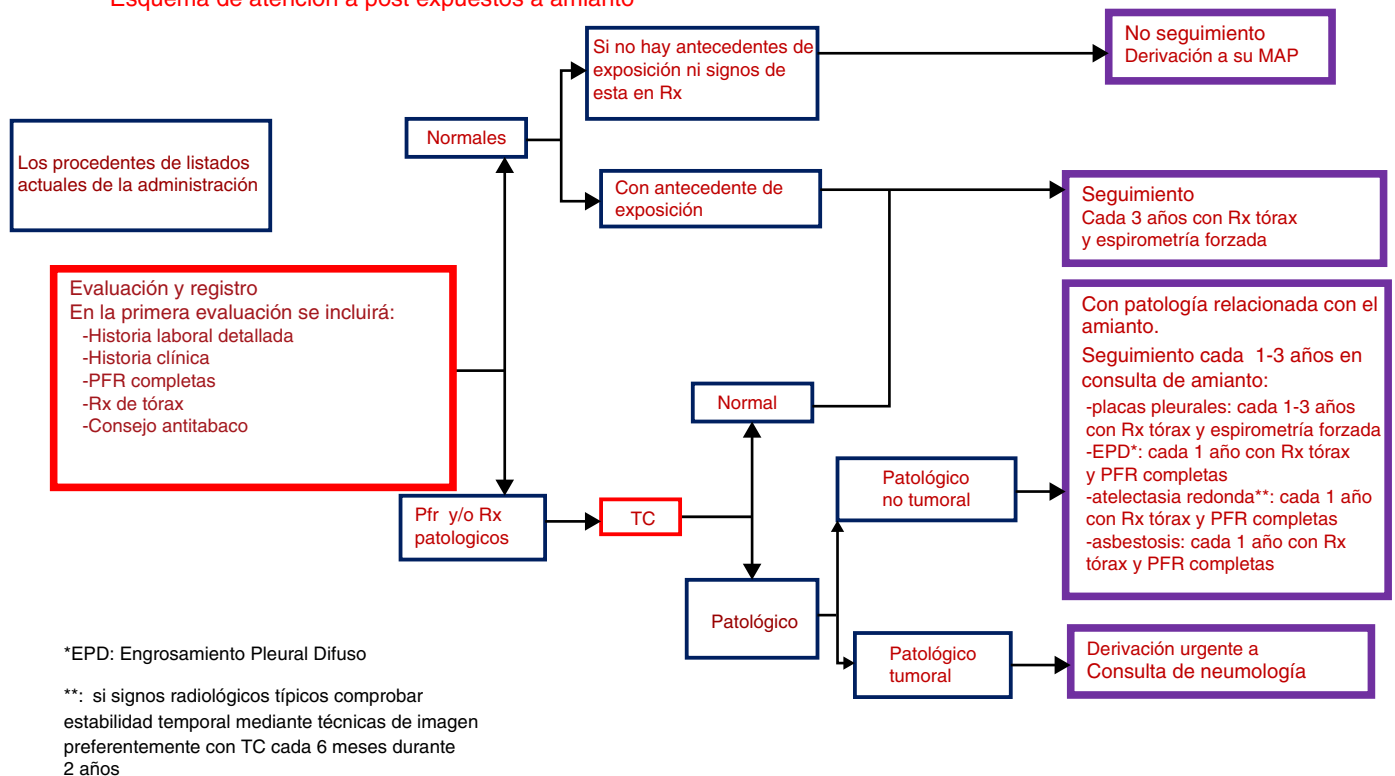 Esquema de atención a post expuestos a amianto
Si no hay antecedentes de
exposición ni signos de
esta en Rx
No seguimiento
Derivación a su MAP
Normales
Los procedentes de listados
actuales de la administración
Con antecedente de
exposición
Seguimiento
Cada 3 años con Rx tórax
y espirometría forzada
Evaluación y registro
En la primera evaluación se incluirá:
-Historia laboral detallada
-Historia clínica
-PFR completas
-Rx de tórax
-Consejo antitabaco
Con patología relacionada con el
amianto.
Seguimiento cada 1-3 años en
consulta de amianto:
-placas pleurales: cada 1-3 años
con Rx tórax y espirometría forzada
-EPD*: cada 1 año con Rx tórax
y PFR completas
-atelectasia redonda**: cada 1 año
con Rx tórax y PFR completas
-asbestosis: cada 1 año con Rx
tórax y PFR completas
Normal
Patológico
no tumoral
Pfr y/o Rx
patologicos
TC
Patológico
Patológico
tumoral
Derivación urgente a
Consulta de neumología
*EPD: Engrosamiento Pleural Difuso
**: si signos radiológicos típicos comprobar
estabilidad temporal mediante técnicas de imagen
preferentemente con TC cada 6 meses durante
2 años